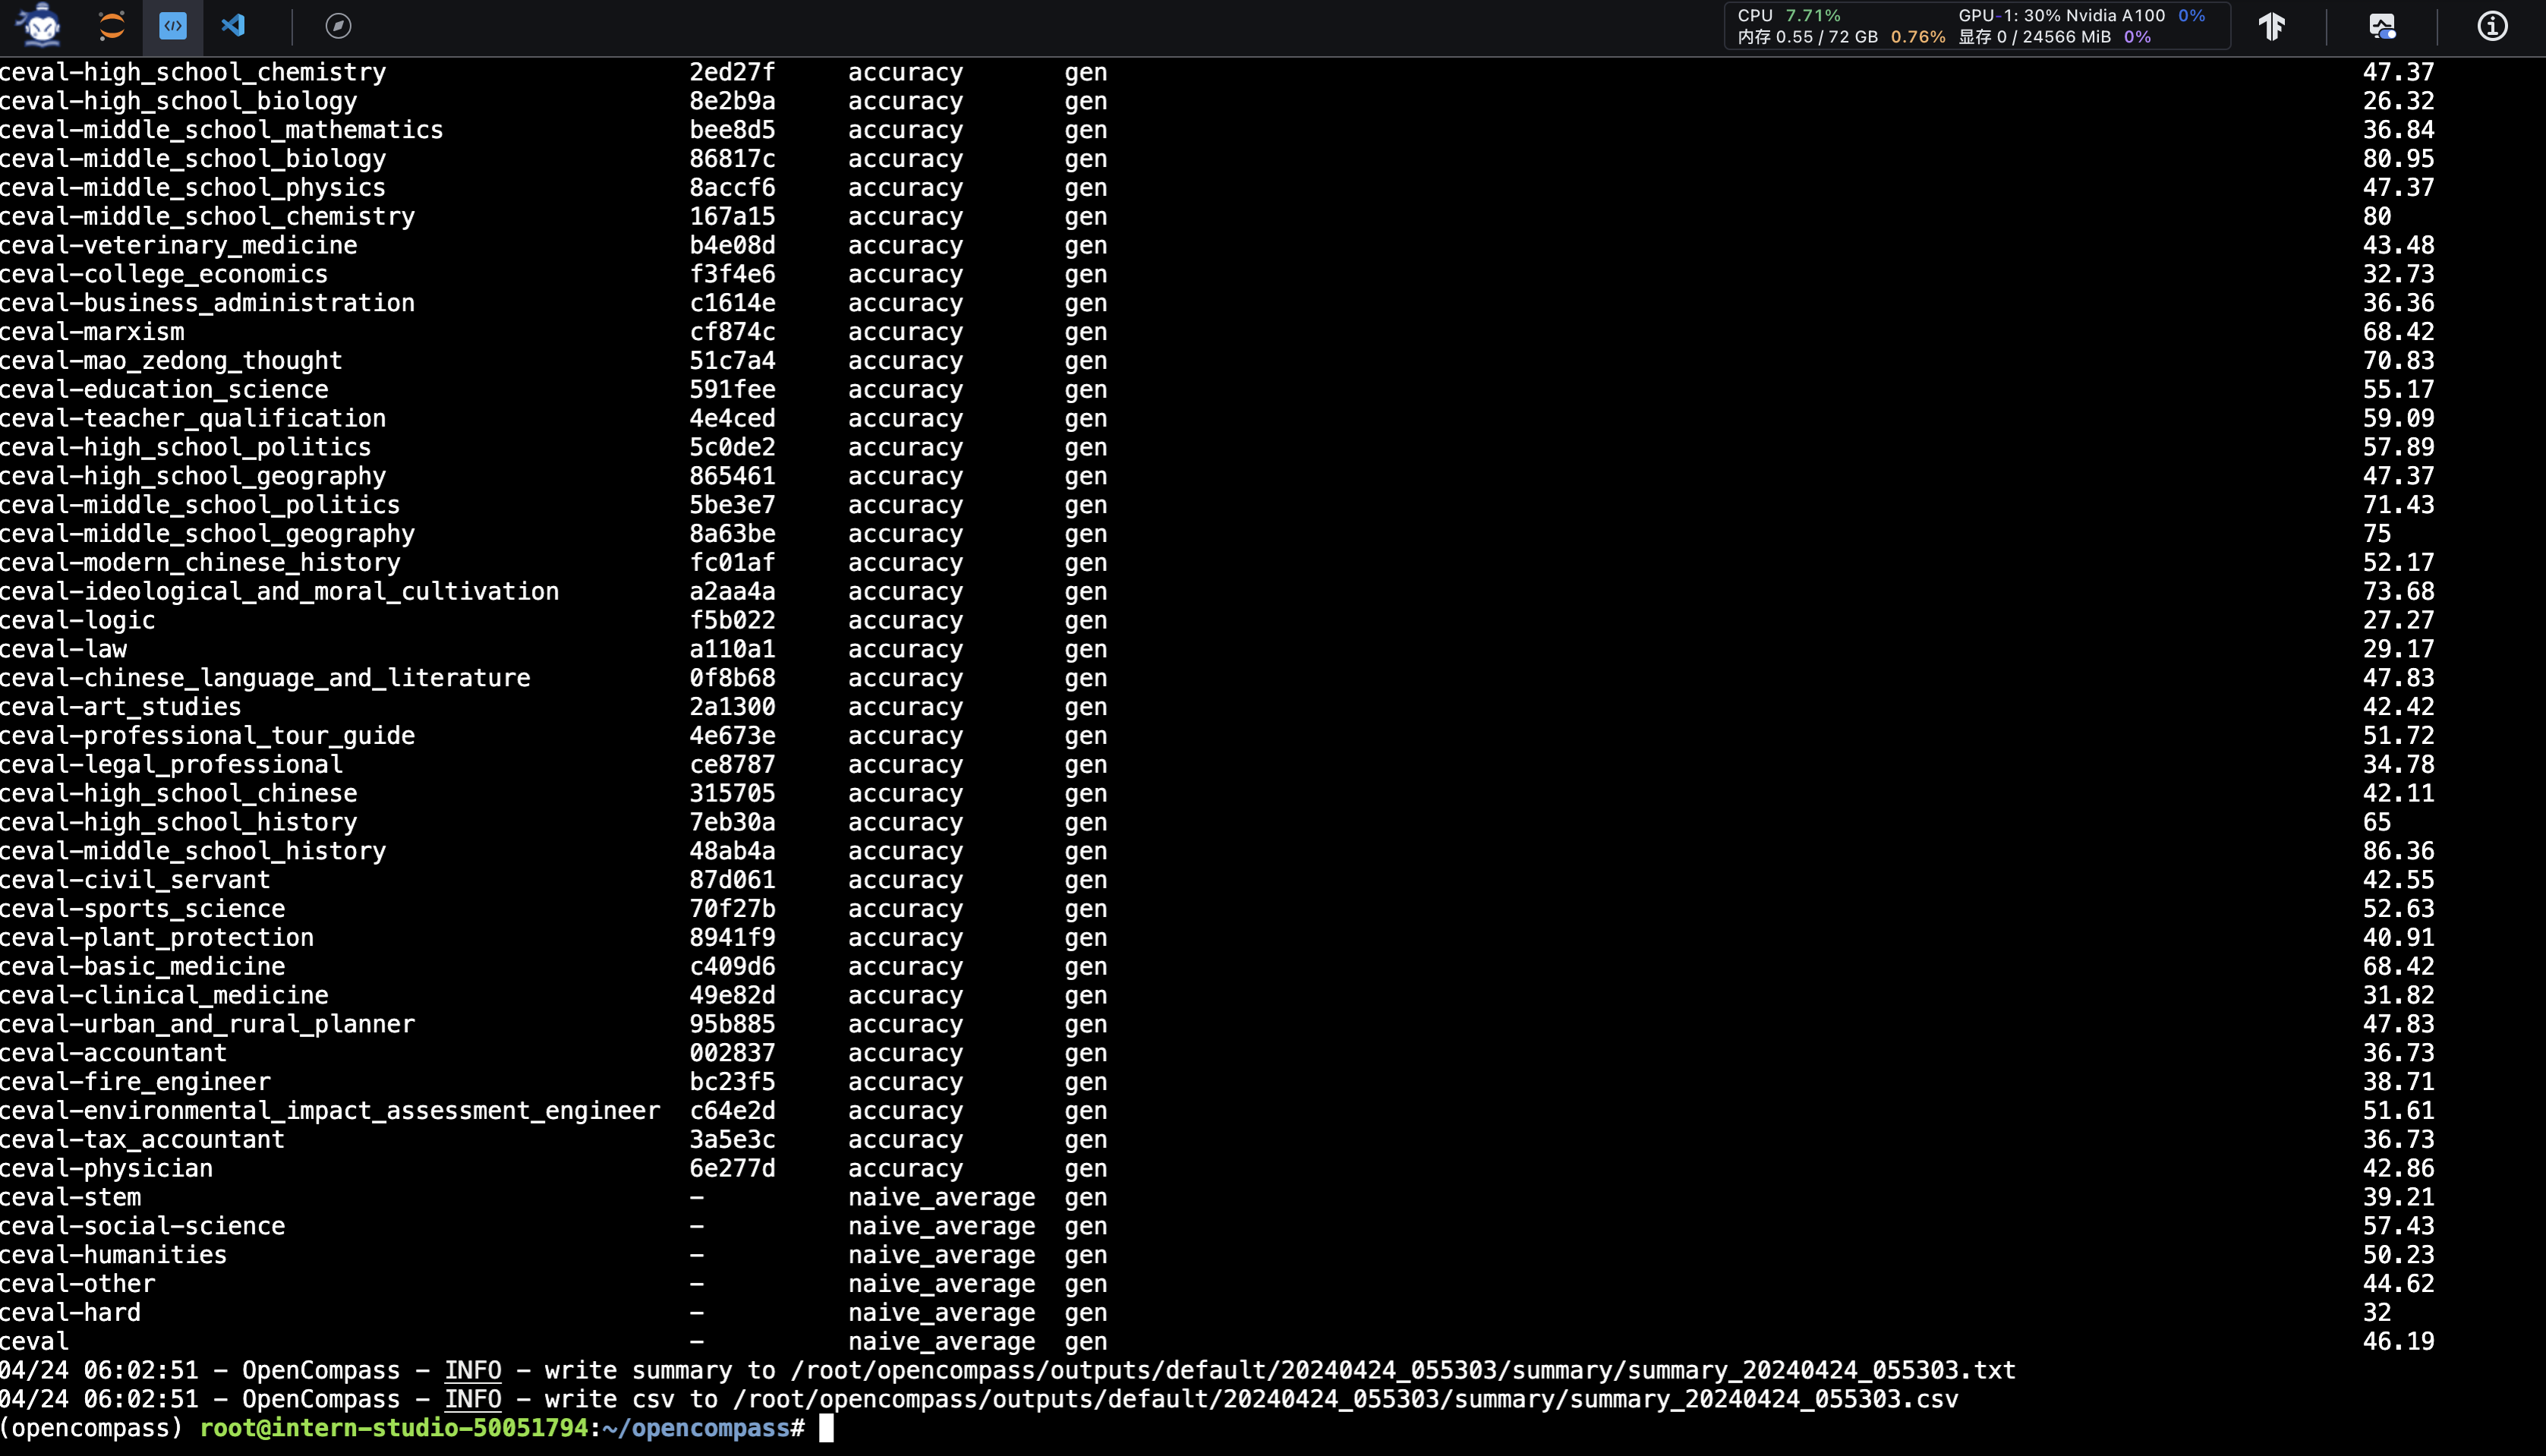 CPU 7.71% GPU-1: 30% Nvidia A100 0%
内存 0.55 / 72 GB 0.76% 显存 0 / 24566 MiB 0%
ceval-high_school_chemistry 2ed27f accuracy gen 47.37
ceval-high_school_biology 8e2b9a accuracy gen 26.32
ceval-middle_school_mathematics bee8d5 accuracy gen 36.84
ceval-middle_school_biology 86817c accuracy gen 80.95
ceval-middle_school_physics 8accf6 accuracy gen 47.37
ceval-middle_school_chemistry 167a15 accuracy gen 80
ceval-veterinary_medicine b4e08d accuracy gen 43.48
ceval-college_economics f3f4e6 accuracy gen 32.73
ceval-business_administration c1614e accuracy gen 36.36
ceval-marxism cf874c accuracy gen 68.42
ceval-mao_zedong_thought 51c7a4 accuracy gen 70.83
ceval-education_science 591fee accuracy gen 55.17
ceval-teacher_qualification 4e4ced accuracy gen 59.09
ceval-high_school_politics 5c0de2 accuracy gen 57.89
ceval-high_school_geography 865461 accuracy gen 47.37
ceval-middle_school_politics 5be3e7 accuracy gen 71.43
ceval-middle_school_geography 8a63be accuracy gen 75
ceval-modern_chinese_history fc01af accuracy gen 52.17
ceval-ideological_and_moral_cultivation a2aa4a accuracy gen 73.68
ceval-logic f5b022 accuracy gen 27.27
ceval-law a110a1 accuracy gen 29.17
ceval-chinese_language_and_literature 0f8b68 accuracy gen 47.83
ceval-art_studies 2a1300 accuracy gen 42.42
ceval-professional_tour_guide 4e673e accuracy gen 51.72
ceval-legal_professional ce8787 accuracy gen 34.78
ceval-high_school_chinese 315705 accuracy gen 42.11
ceval-high_school_history 7eb30a accuracy gen 65
ceval-middle_school_history 48ab4a accuracy gen 86.36
ceval-civil_servant 87d061 accuracy gen 42.55
ceval-sports_science 70f27b accuracy gen 52.63
ceval-plant_protection 8941f9 accuracy gen 40.91
ceval-basic_medicine c409d6 accuracy gen 68.42
ceval-clinical_medicine 49e82d accuracy gen 31.82
ceval-urban_and_rural_planner 95b885 accuracy gen 47.83
ceval-accountant 002837 accuracy gen 36.73
ceval-fire_engineer bc23f5 accuracy gen 38.71
ceval-environmental_impact_assessment_engineer c64e2d accuracy gen 51.61
ceval-tax_accountant 3a5e3c accuracy gen 36.73
ceval-physician 6e277d accuracy gen 42.86
ceval-stem - naive_average gen 39.21
ceval-social-science - naive_average gen 57.43
ceval-humanities - naive_average gen 50.23
ceval-other - naive_average gen 44.62
ceval-hard - naive_average gen 32
ceval - naive_average gen 46.19
04/24 06:02:51 - OpenCompass - INFO - write summary to /root/opencompass/outputs/default/20240424_055303/summary/summary_20240424_055303.txt
04/24 06:02:51 - OpenCompass - INFO - write csv to /root/opencompass/outputs/default/20240424_055303/summary/summary_20240424_055303.csv
(opencompass) root@intern-studio-50051794:~/opencompass#